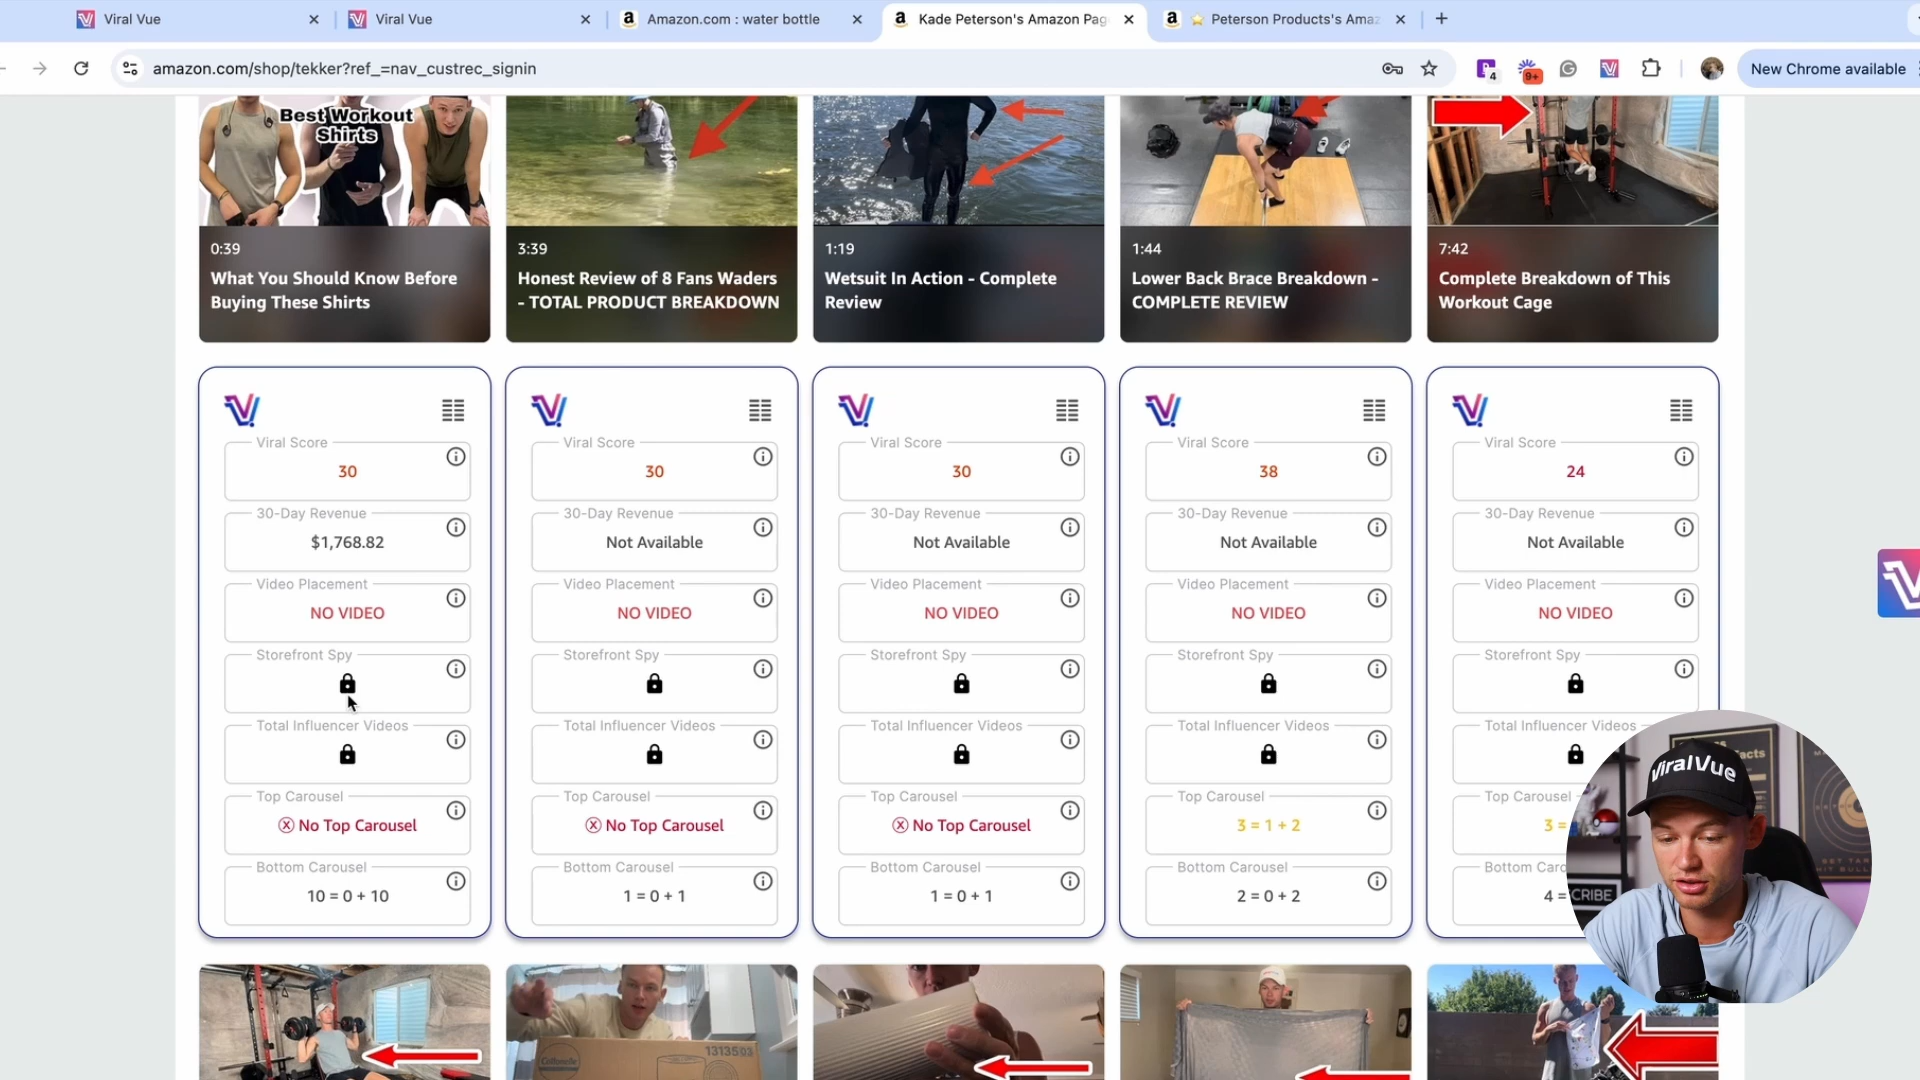 Viral Vue
Viral Vue
Amazon.com : water bottle
Kade Peterson's Amazon Pag
Peterson Products's Amaz
amazon.com/shop/tekker?ref_=nav_custrec_signin
4
9+
New Chrome available
Best Workout
Shirts
0:39
What You Should Know Before
Buying These Shirts
3:39
Honest Review of 8 Fans Waders
- TOTAL PRODUCT BREAKDOWN
1:19
Wetsuit In Action - Complete
Review
1:44
Lower Back Brace Breakdown -
COMPLETE REVIEW
7:42
Complete Breakdown of This
Workout Cage
Viral Score
30
30-Day Revenue
$1,768.82
Video Placement
NO VIDEO
Storefront Spy
Total Influencer Videos
Top Carousel
No Top Carousel
Bottom Carousel
10 = 0 + 10
Viral Score
30
30-Day Revenue
Not Available
Video Placement
NO VIDEO
Storefront Spy
Total Influencer Videos
Top Carousel
No Top Carousel
Bottom Carousel
1 = 0 + 1
Viral Score
30
30-Day Revenue
Not Available
Video Placement
NO VIDEO
Storefront Spy
Total Influencer Videos
Top Carousel
No Top Carousel
Bottom Carousel
1 = 0 + 1
Viral Score
38
30-Day Revenue
Not Available
Video Placement
NO VIDEO
Storefront Spy
Total Influencer Videos
Top Carousel
3 = 1 + 2
Bottom Carousel
2 = 0 + 2
Viral Score
24
30-Day Revenue
Not Available
Video Placement
NO VIDEO
Storefront Spy
Total Influencer Videos
Top Carousel
3 =
Bottom Caro
4 =
ViralVue
CRIBE
1313593